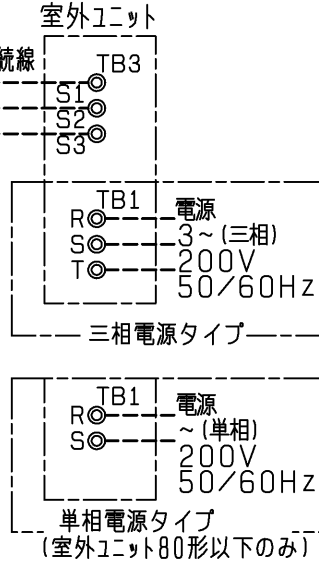 室外ユニット
続線
TB3
S1
S2
S3
TB1
R
S
T
電源
3~(三相)
200V
50/60Hz
三相電源タイプ
TB1
R
S
電源
~(単相)
200V
50/60Hz
単相電源タイプ
(室外ユニット80形以下のみ)